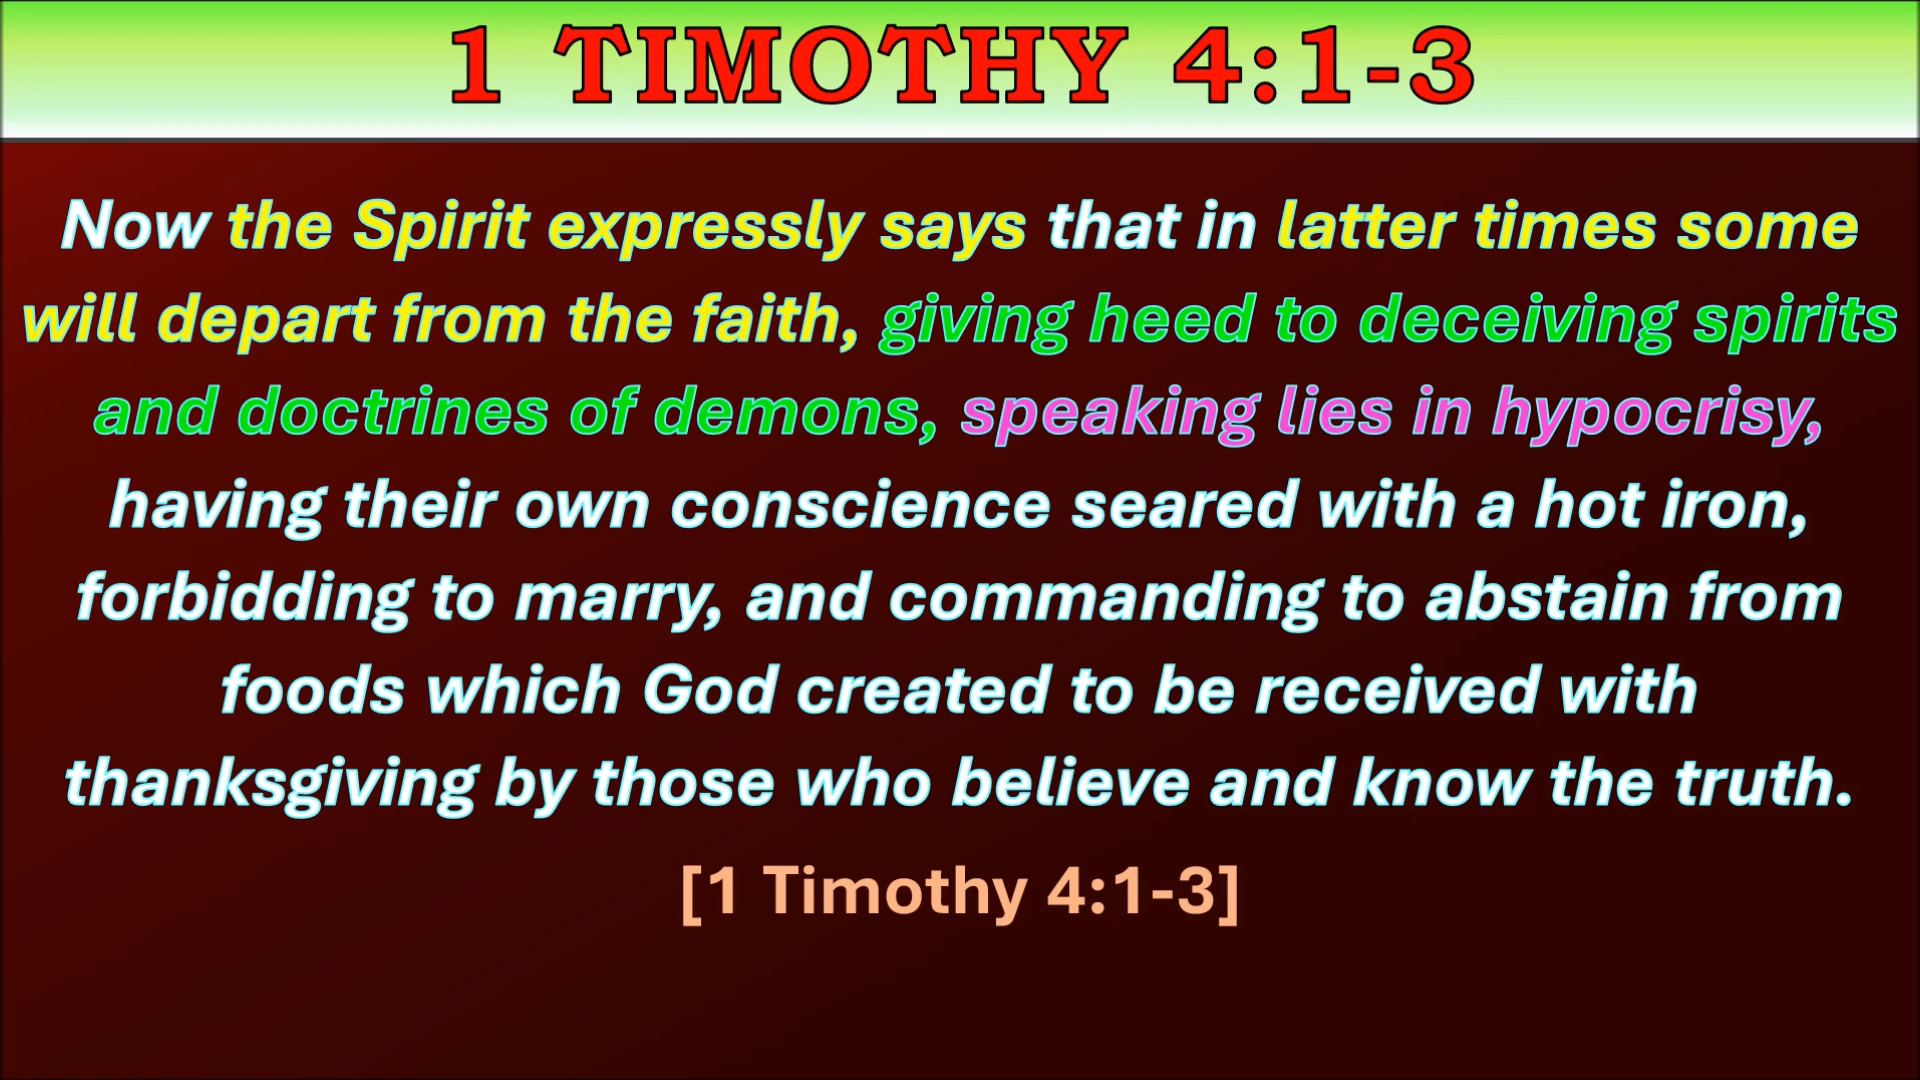 1 TIMOTHY 4:1-3
Now the Spirit expressly says that in latter times some
will depart from the faith, giving heed to deceiving spirits
and doctrines of demons, speaking lies in hypocrisy,
having their own conscience seared with a hot iron,
forbidding to marry, and commanding to abstain from
foods which God created to be received with
thanksgiving by those who believe and know the truth.
[1 Timothy 4:1-3]